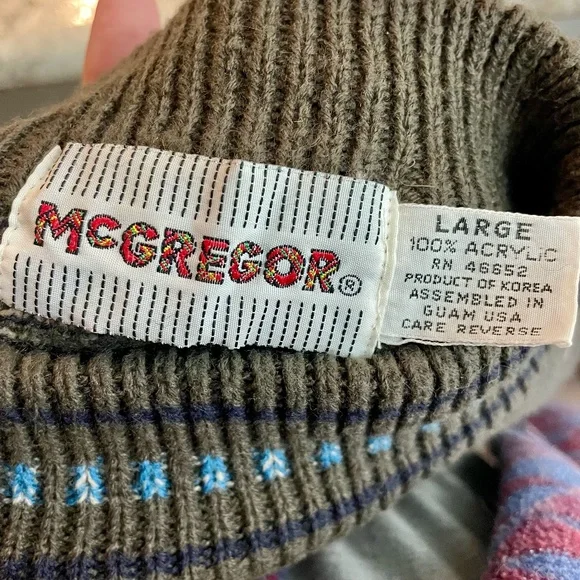 McGREGOR®
LARGE
100% ACRYLIC
RN 46652
PRODUCT OF KOREA
ASSEMBLED IN
GUAM USA
CARE REVERSE